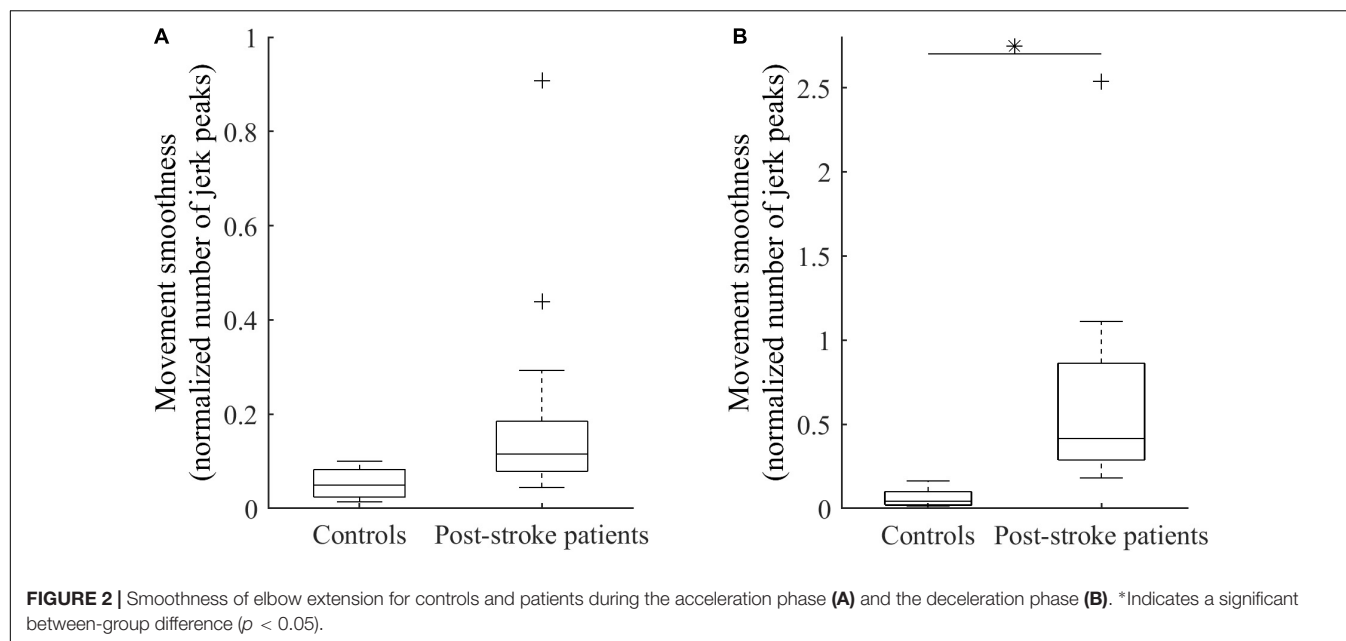 A
Movement smoothness
(normalized number of jerk peaks)
1
0.8
0.6
0.4
0.2
0
Controls
Post-stroke patients
B
*
Movement smoothness
(normalized number of jerk peaks)
2.5
2
1.5
1
0.5
0
Controls
Post-stroke patients
FIGURE 2 | Smoothness of elbow extension for controls and patients during the acceleration phase (A) and the deceleration phase (B). *Indicates a significant
between-group difference (p < 0.05).